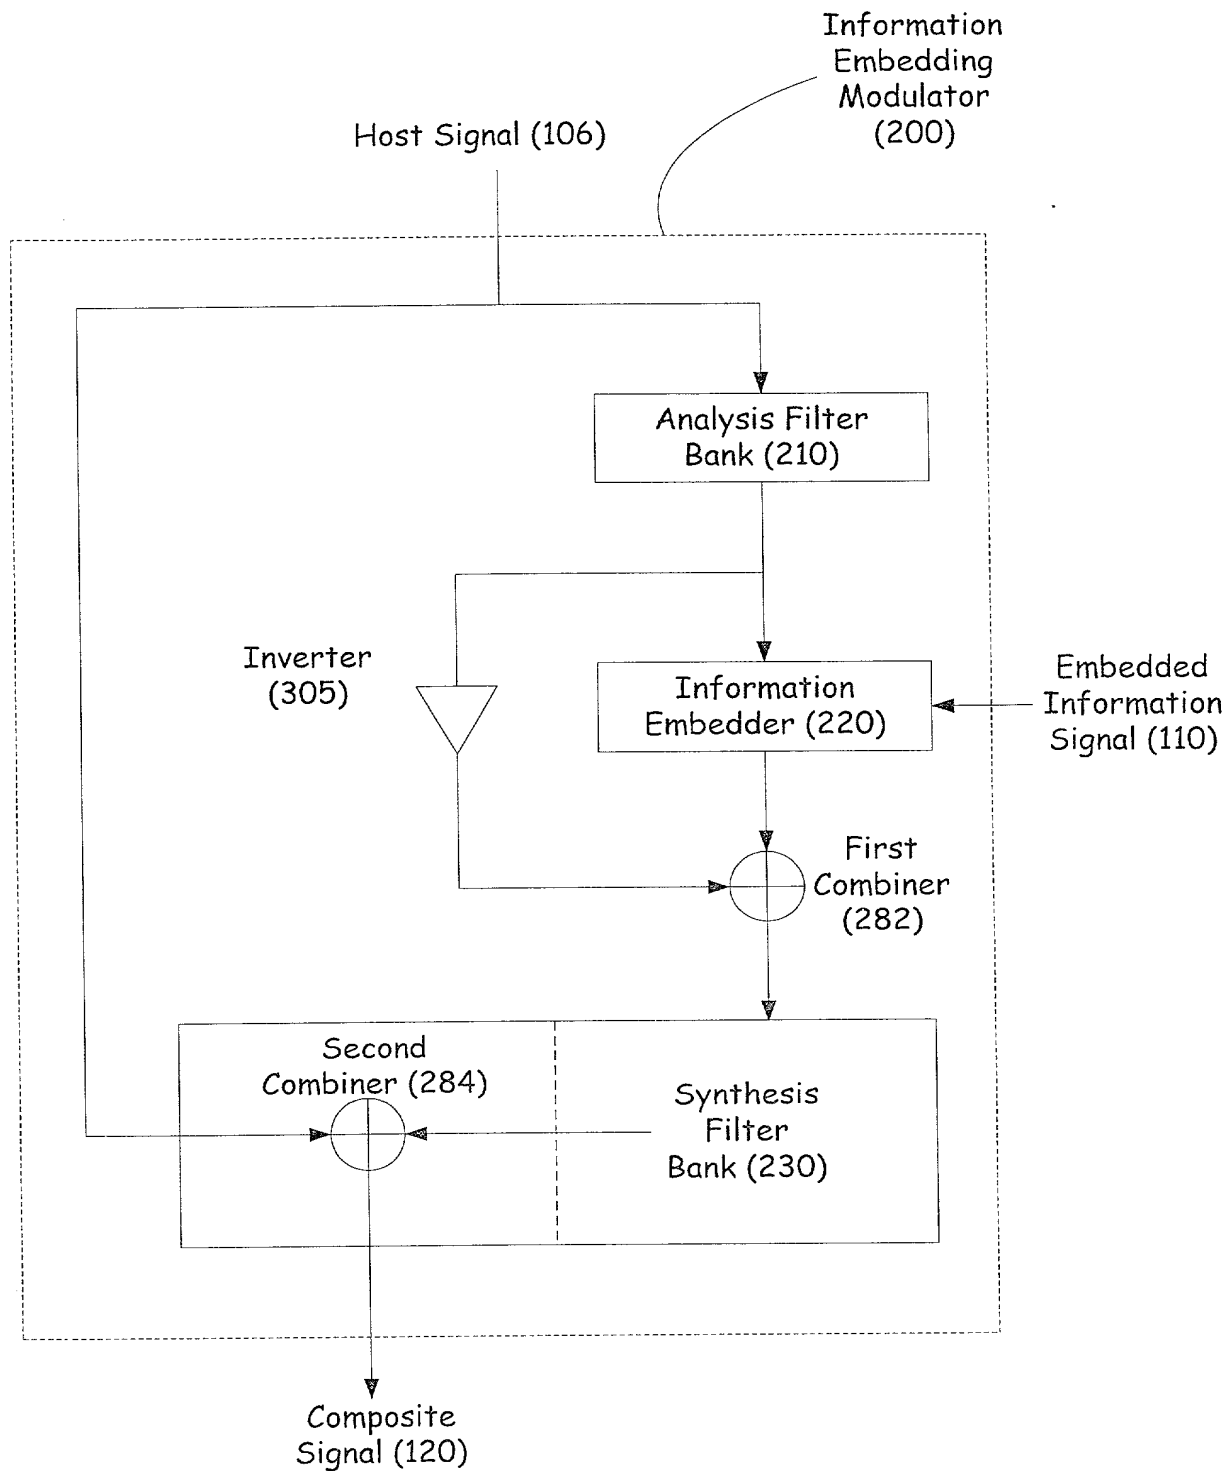 Information
Embedding
Modulator
(200)
Host Signal (106)
Analysis Filter
Bank (210)
Inverter
(305)
Information
Embedder (220)
Embedded
Information
Signal (110)
First
Combiner
(282)
Second
Combiner (284)
Synthesis
Filter
Bank (230)
Composite
Signal (120)